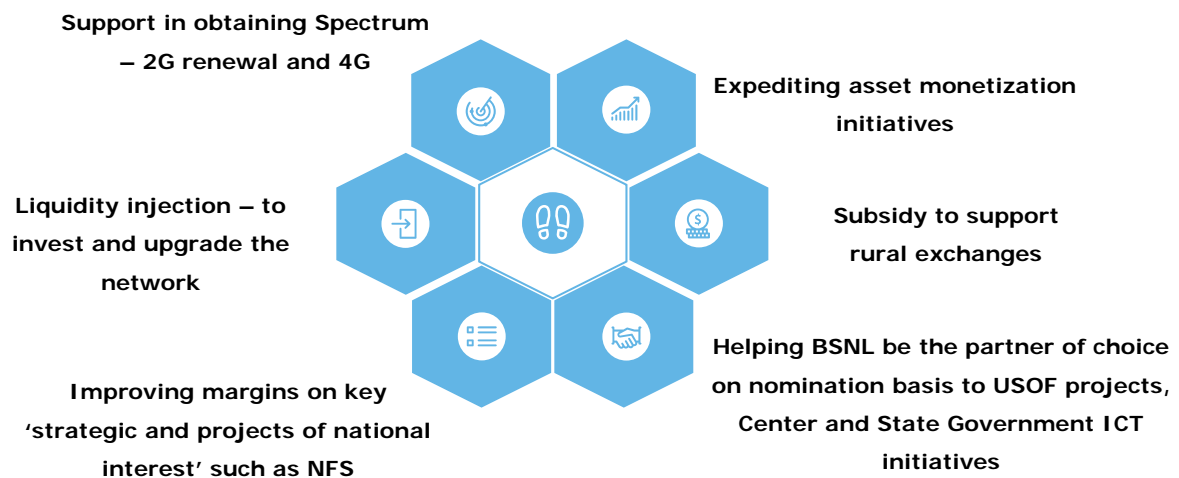 Support in obtaining Spectrum
– 2G renewal and 4G
Expediting asset monetization
initiatives
Liquidity injection – to
invest and upgrade the
network
Subsidy to support
rural exchanges
Improving margins on key
‘strategic and projects of national
interest’ such as NFS
Helping BSNL be the partner of choice
on nomination basis to USOF projects,
Center and State Government ICT
initiatives